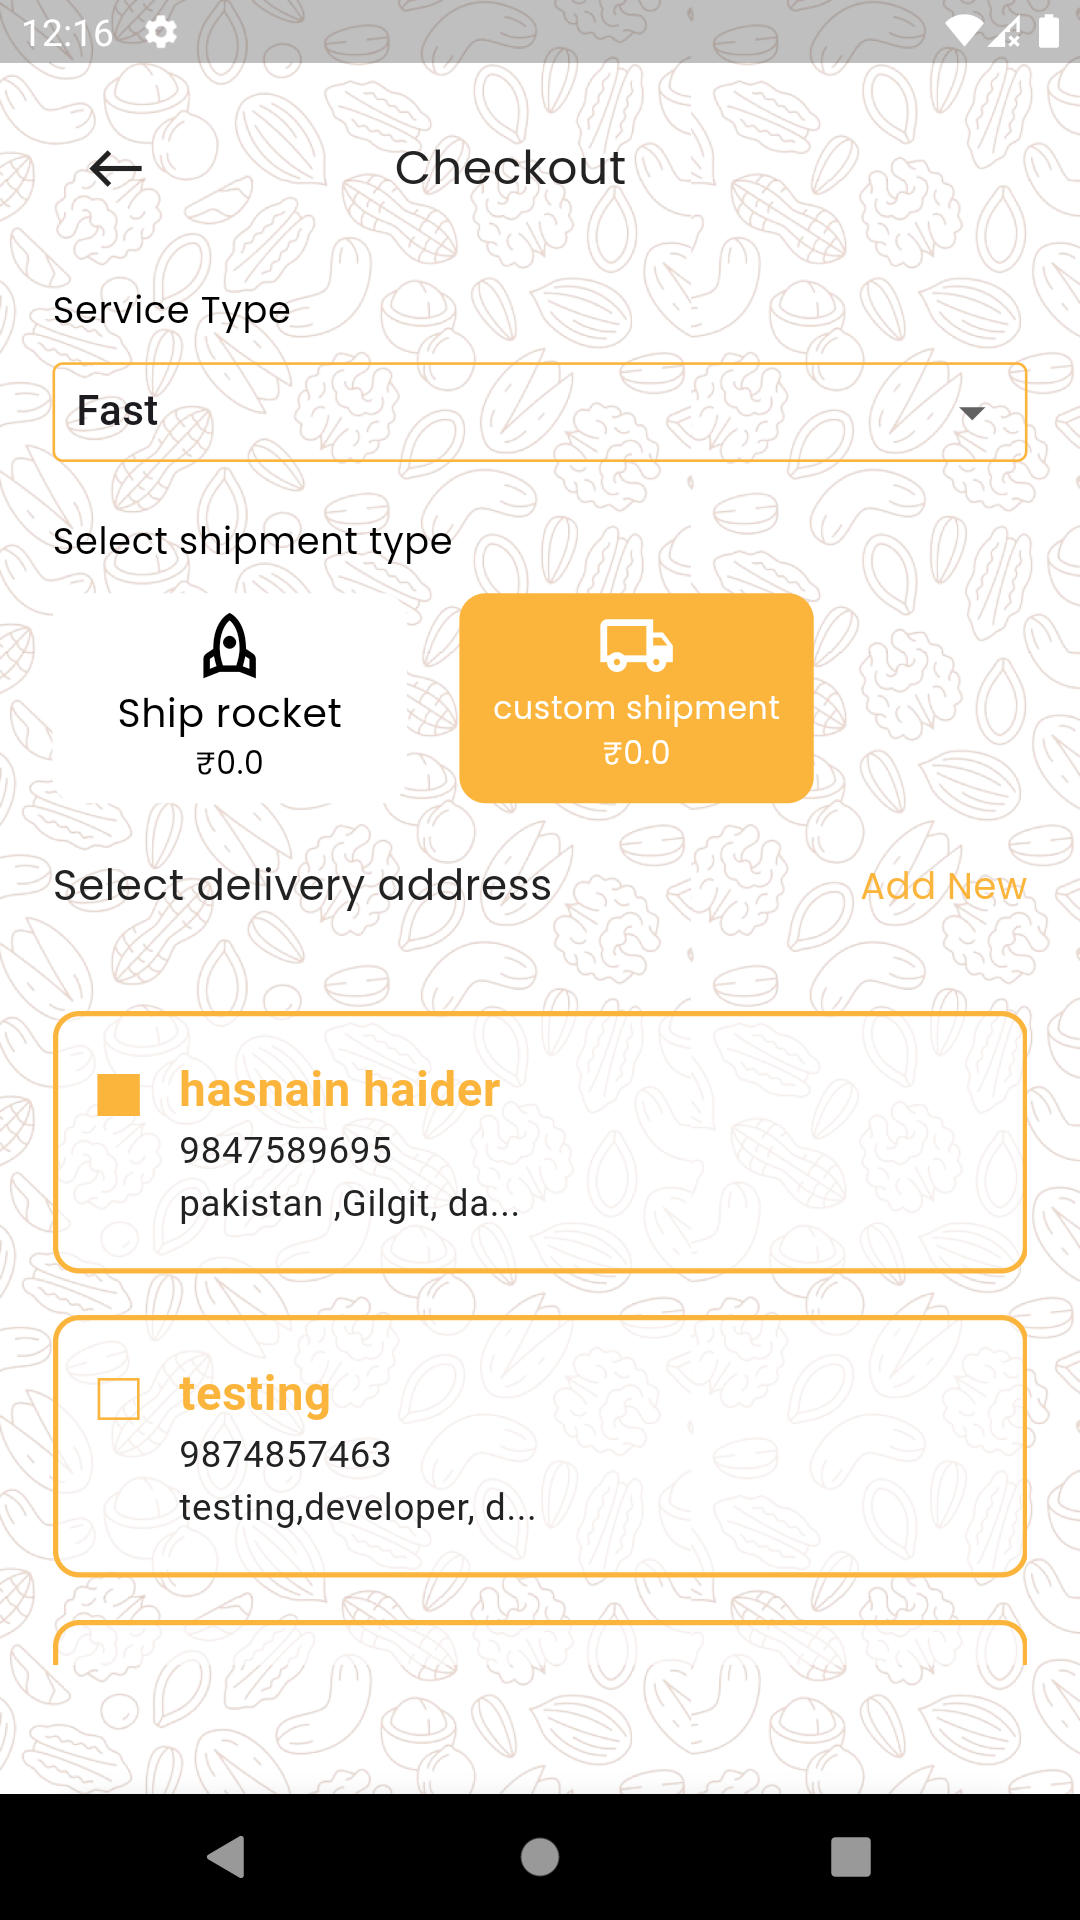 12:16
Checkout
Service Type
Fast
Select shipment type
Ship rocket
₹0.0
custom shipment
₹0.0
Select delivery address
Add New
hasnain haider
9847589695
pakistan ,Gilgit, da...
testing
9874857463
testing,developer, d...